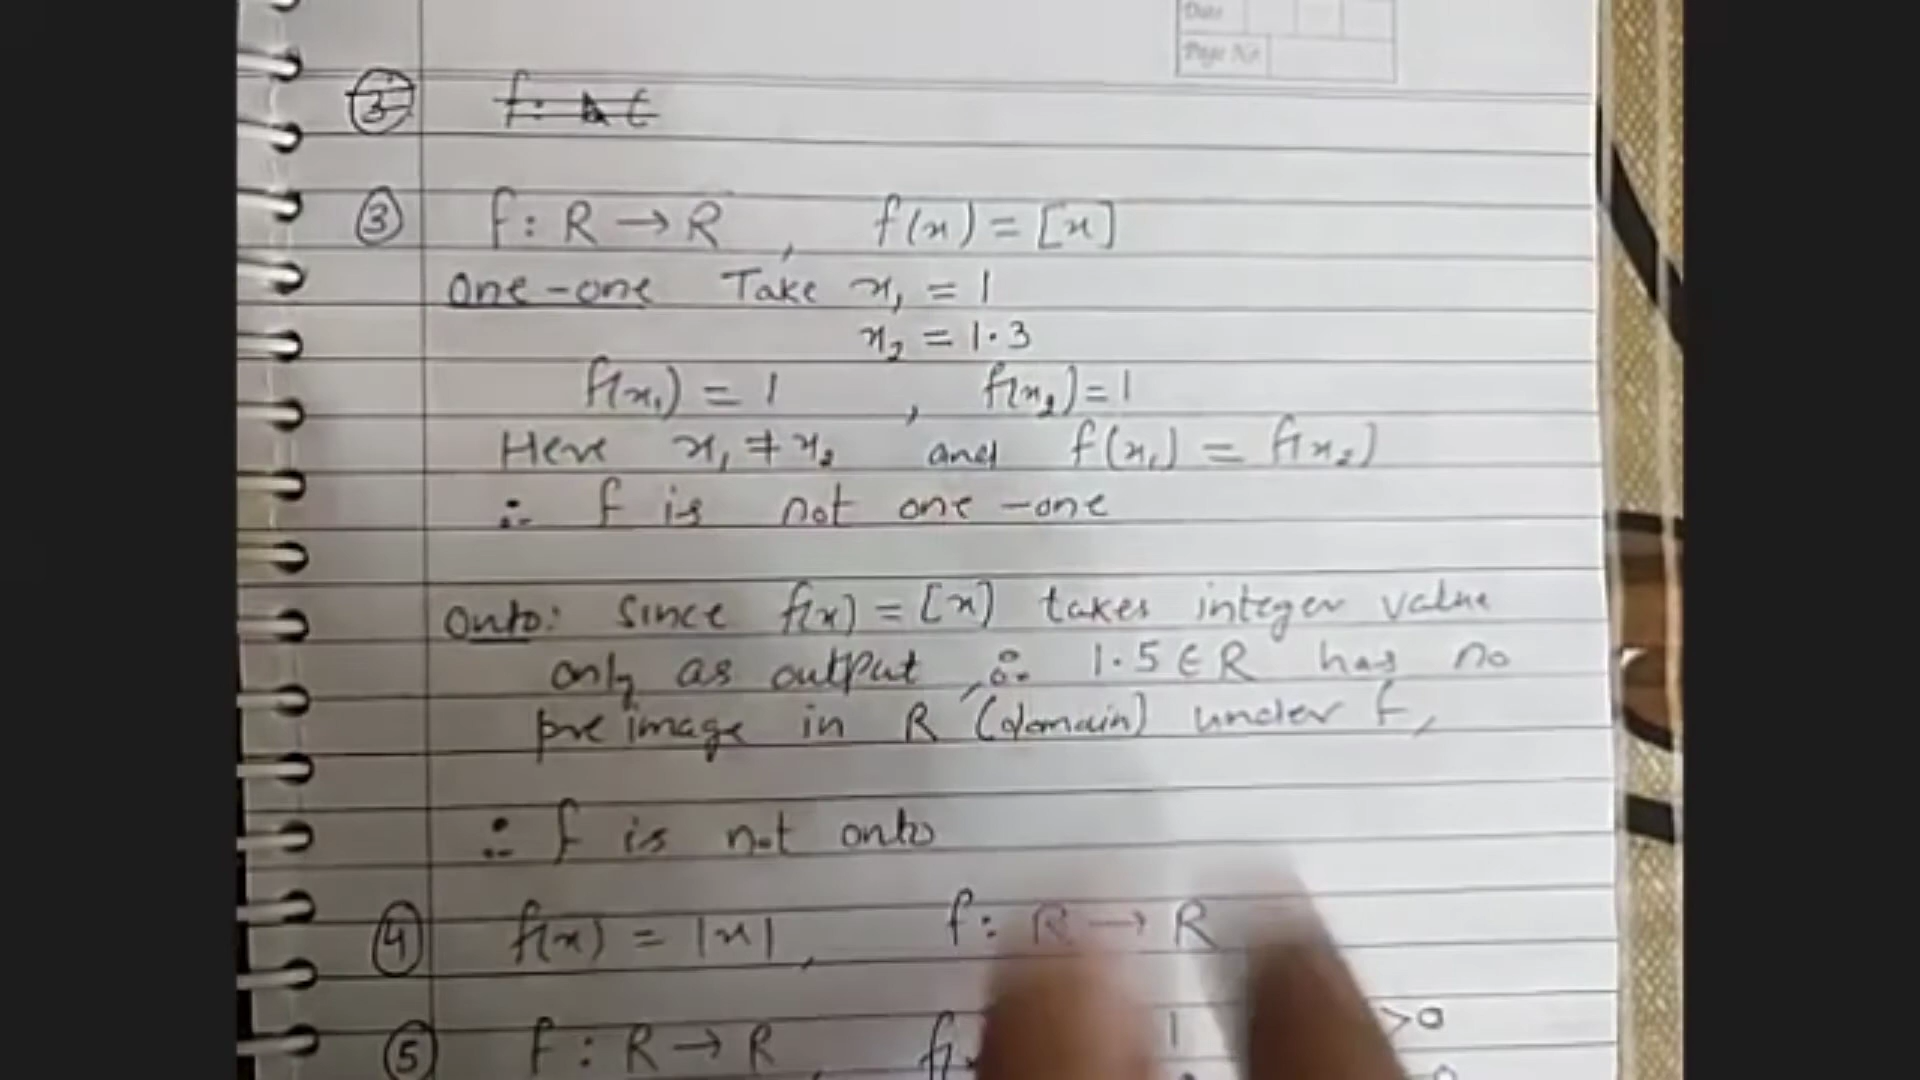 Date
Page No
③ f: R → R , f(x) = [x]
One-one Take x₁ = 1
x₂ = 1.3
f(x₁) = 1 , f(x₂) = 1
Here x₁ ≠ x₂ and f(x₁) = f(x₂)
∴ f is not one-one
Onto: Since f(x) = [x] takes integer value
only as output, ∴ 1.5 ∈ R has no
pre image in R (domain) under f,
∴ f is not onto
④ f(x) = |x|, f: R → R
⑤ f: R → R, 1 >0